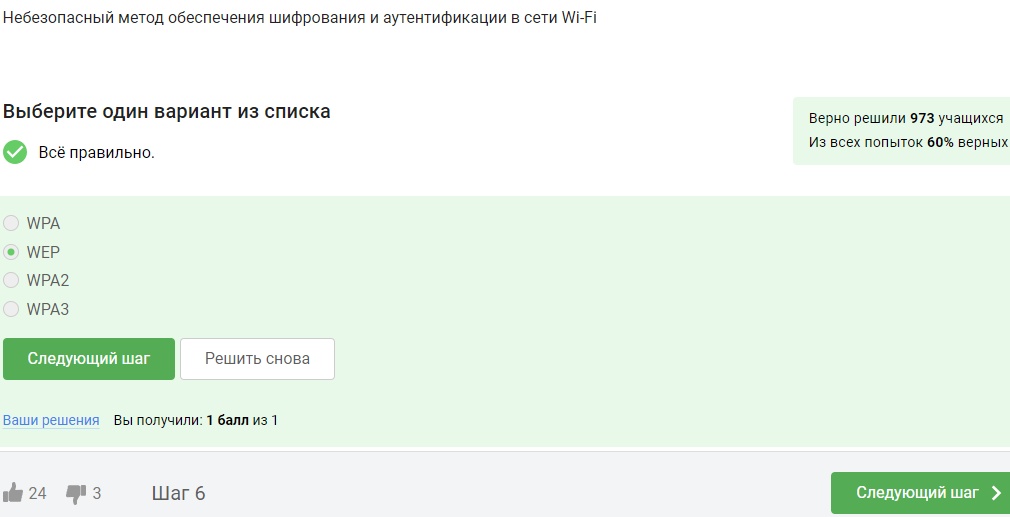 Небезопасный метод обеспечения шифрования и аутентификации в сети Wi-Fi
Выберите один вариант из списка
Всё правильно.
Верно решили 973 учащихся
Из всех попыток 60% верных
WPA
WEP
WPA2
WPA3
Следующий шаг
Решить снова
Ваши решения Вы получили: 1 балл из 1
24 3 Шаг 6
Следующий шаг